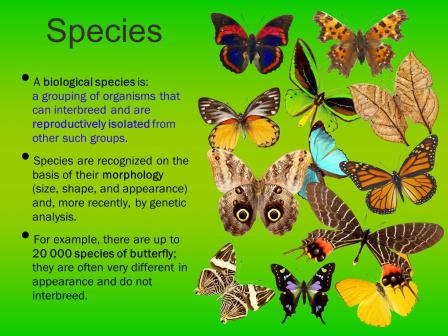 Species
• A biological species is:
a grouping of organisms that
can interbreed and are
reproductively isolated from
other such groups.
• Species are recognized on the
basis of their morphology
(size, shape, and appearance)
and, more recently, by genetic
analysis.
• For example, there are up to
20 000 species of butterfly;
they are often very different in
appearance and do not
interbreed.